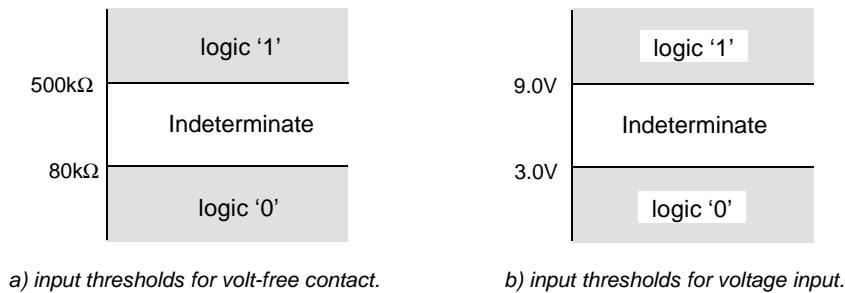 logic ‘1’
500kΩ
Indeterminate
80kΩ
logic ‘0’
a) input thresholds for volt-free contact.
logic ‘1’
9.0V
Indeterminate
3.0V
logic ‘0’
b) input thresholds for voltage input.